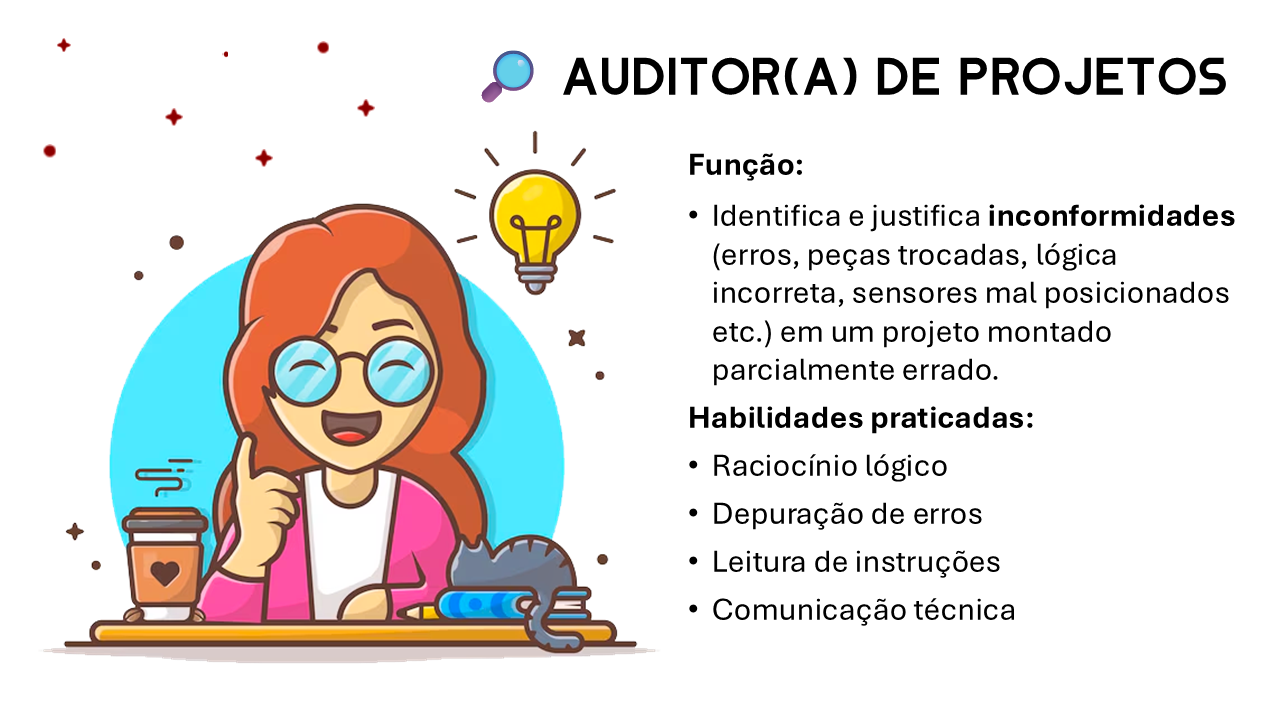 AUDITOR(A) DE PROJETOS
Função:
• Identifica e justifica inconformidades
(erros, peças trocadas, lógica
incorreta, sensores mal posicionados
etc.) em um projeto montado
parcialmente errado.
Habilidades praticadas:
• Raciocínio lógico
• Depuração de erros
• Leitura de instruções
• Comunicação técnica